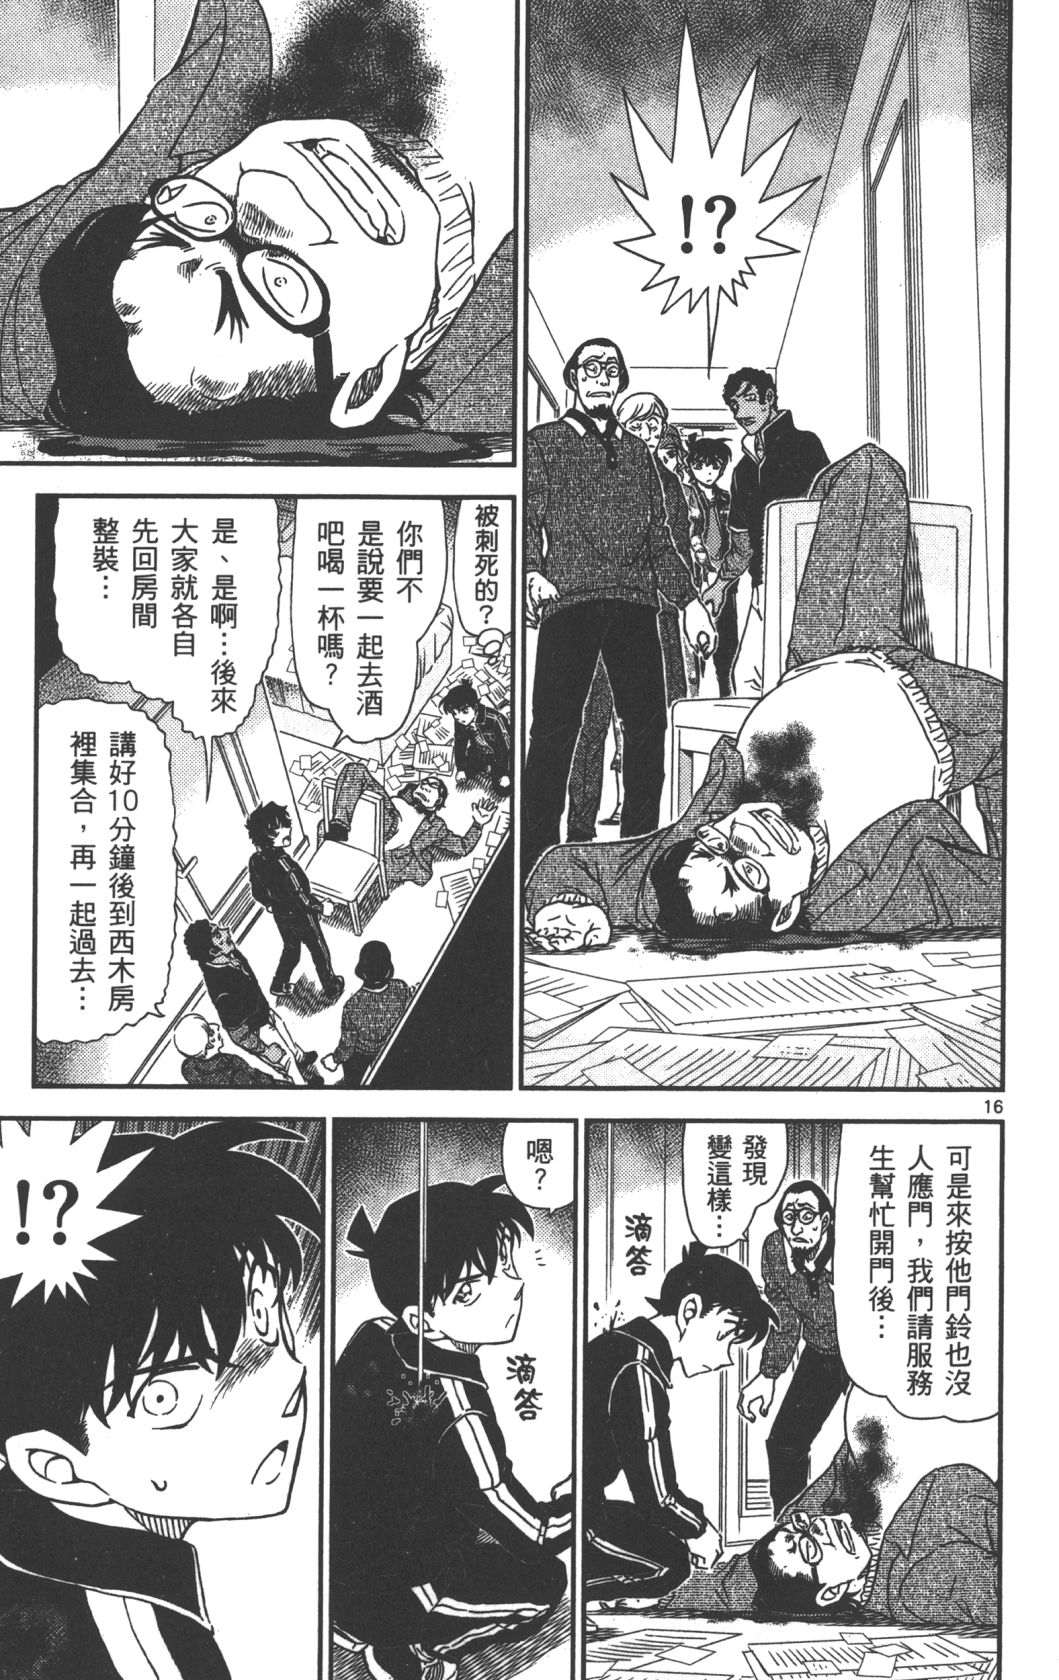 !?
被刺死的？
你們不
是說要一起去酒
吧喝一杯嗎？
是、是啊…後來
大家就各自
先回房間
整裝…
講好10分鐘後到西木房
裡集合，再一起過去…
16
可是來按他門鈴也沒
人應門，我們請服務
生幫忙開門後…
發現
變這樣…
滴答
嗯？
滴答
!?